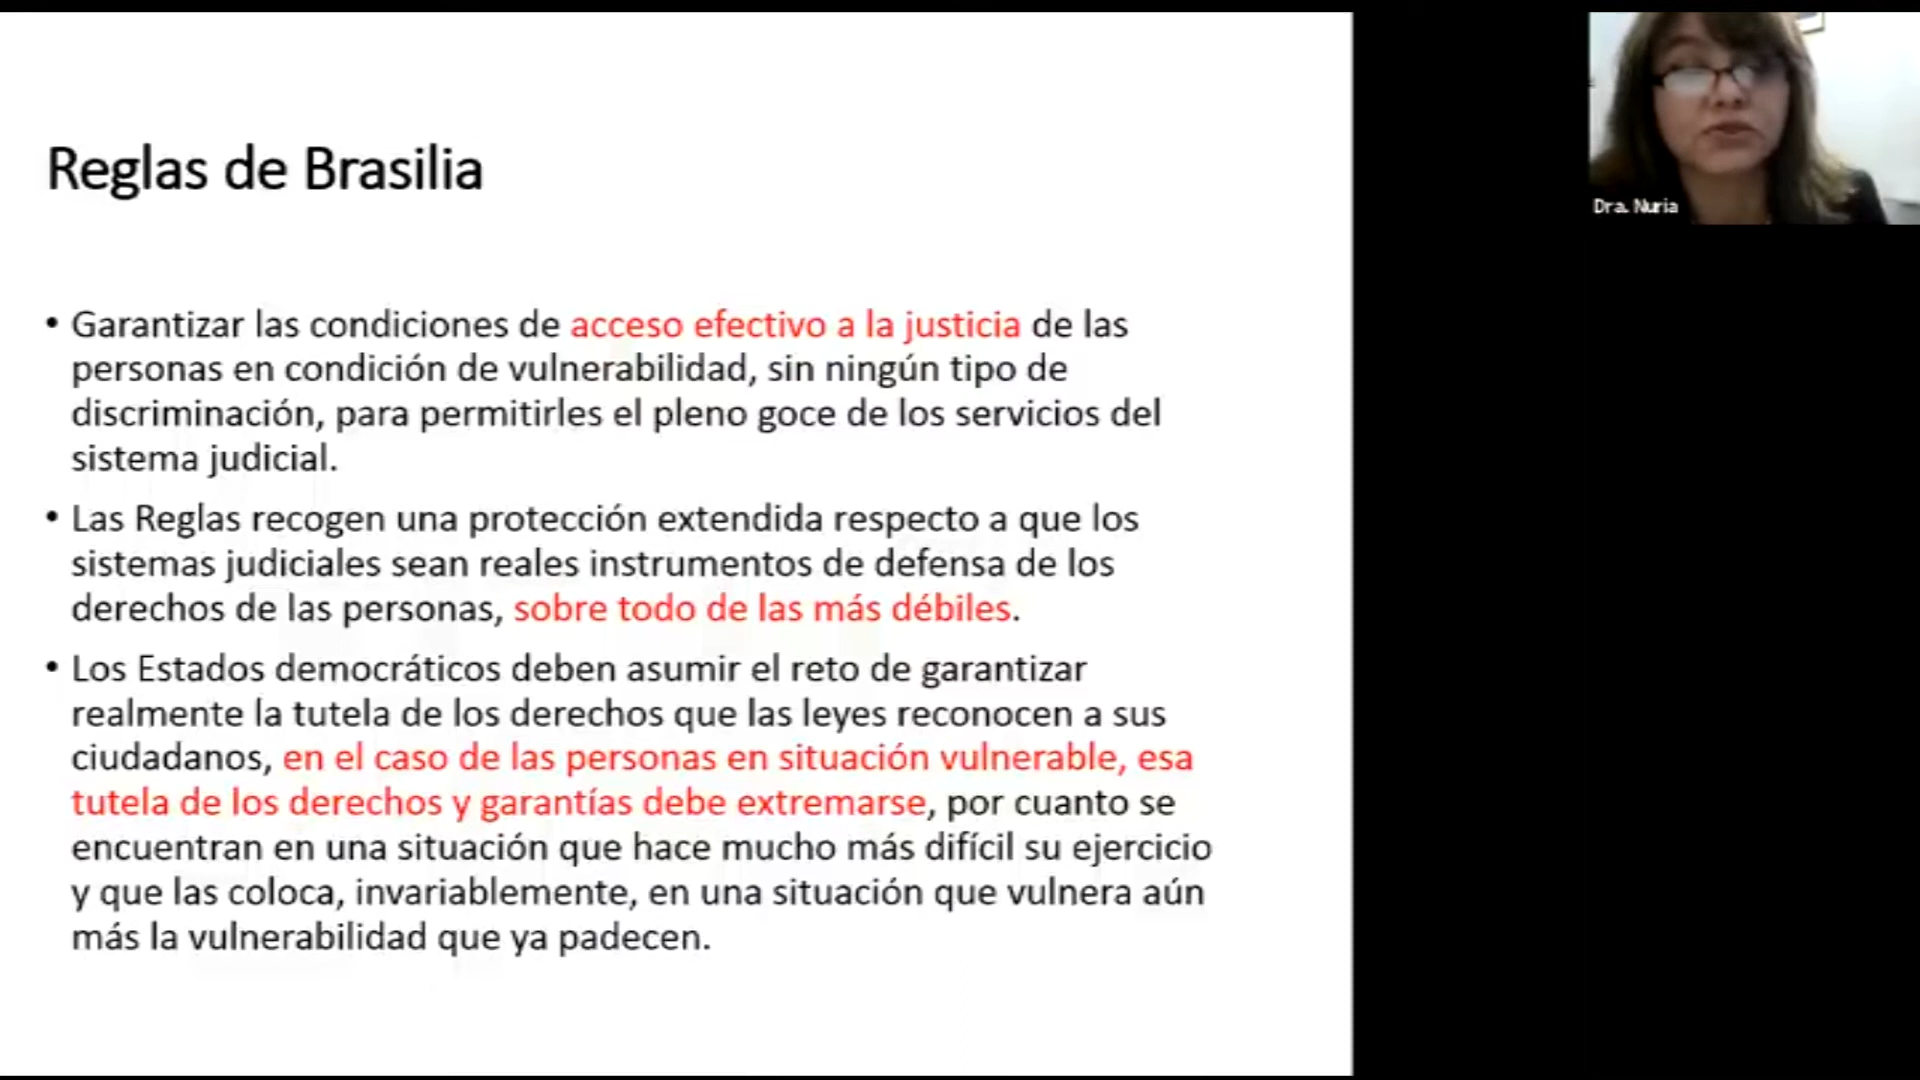 Reglas de Brasilia
• Garantizar las condiciones de acceso efectivo a la justicia de las
personas en condición de vulnerabilidad, sin ningún tipo de
discriminación, para permitirles el pleno goce de los servicios del
sistema judicial.
• Las Reglas recogen una protección extendida respecto a que los
sistemas judiciales sean reales instrumentos de defensa de los
derechos de las personas, sobre todo de las más débiles.
• Los Estados democráticos deben asumir el reto de garantizar
realmente la tutela de los derechos que las leyes reconocen a sus
ciudadanos, en el caso de las personas en situación vulnerable, esa
tutela de los derechos y garantías debe extremarse, por cuanto se
encuentran en una situación que hace mucho más difícil su ejercicio
y que las coloca, invariablemente, en una situación que vulnera aún
más la vulnerabilidad que ya padecen.
Dra. Nuria